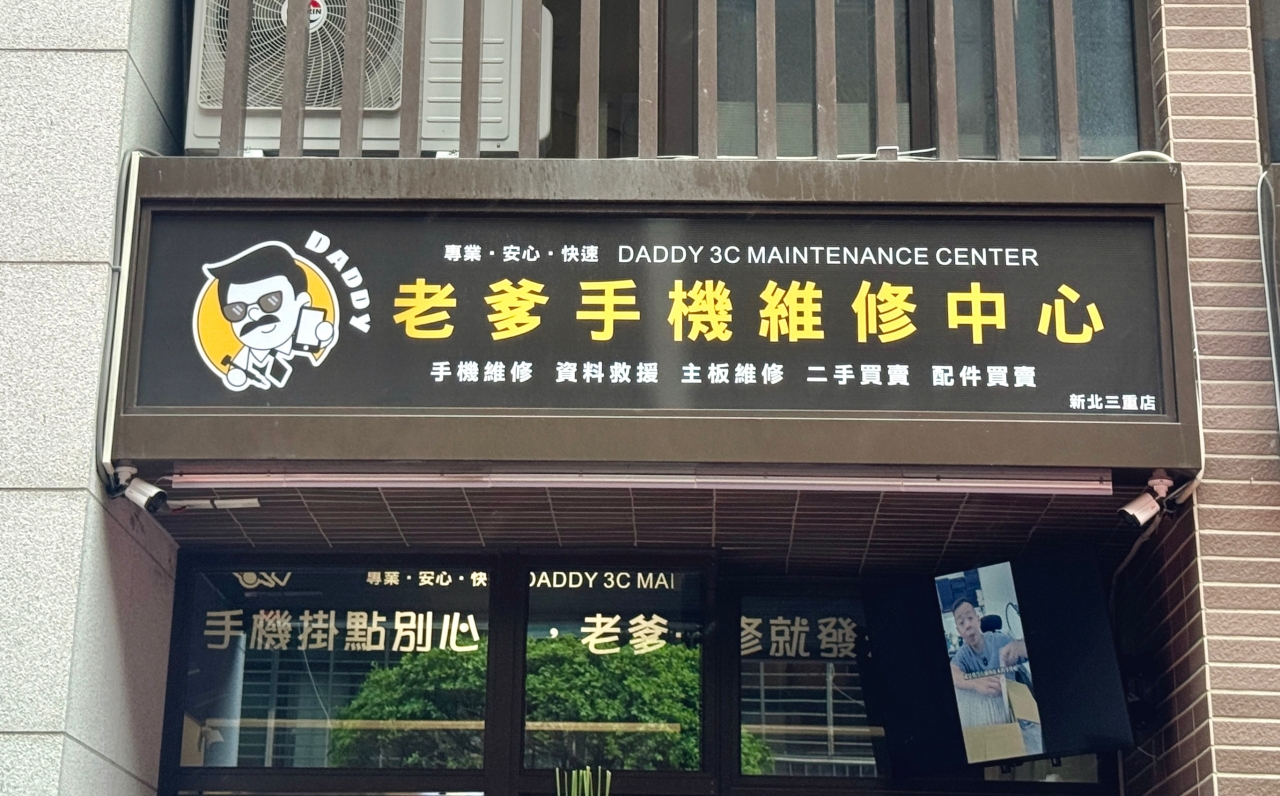 DADDY
專業·安心·快速 DADDY 3C MAINTENANCE CENTER
老爹手機維修中心
手機維修 資料救援 主板維修 二手買賣 配件買賣
新北三重店
專業·安心·快 DADDY 3C MAI
手機掛點別心 ，老爹 修就發